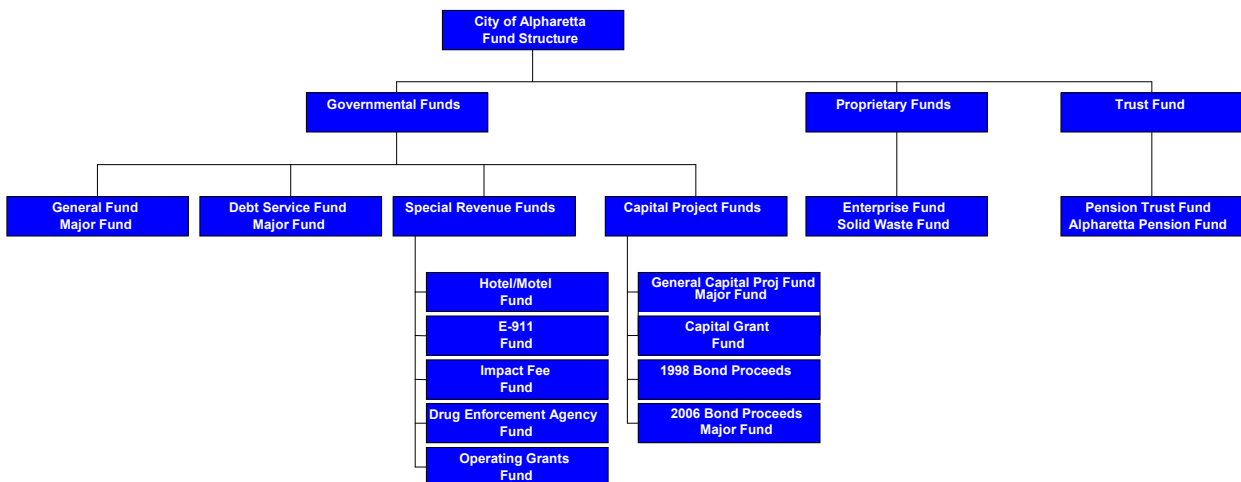 City of Alpharetta
Fund Structure
Governmental Funds
Proprietary Funds
Trust Fund
General Fund
Major Fund
Debt Service Fund
Major Fund
Special Revenue Funds
Capital Project Funds
Enterprise Fund
Solid Waste Fund
Pension Trust Fund
Alpharetta Pension Fund
Hotel/Motel
Fund
E-911
Fund
Impact Fee
Fund
Drug Enforcement Agency
Fund
Operating Grants
Fund
General Capital Proj Fund
Major Fund
Capital Grant
Fund
1998 Bond Proceeds
2006 Bond Proceeds
Major Fund